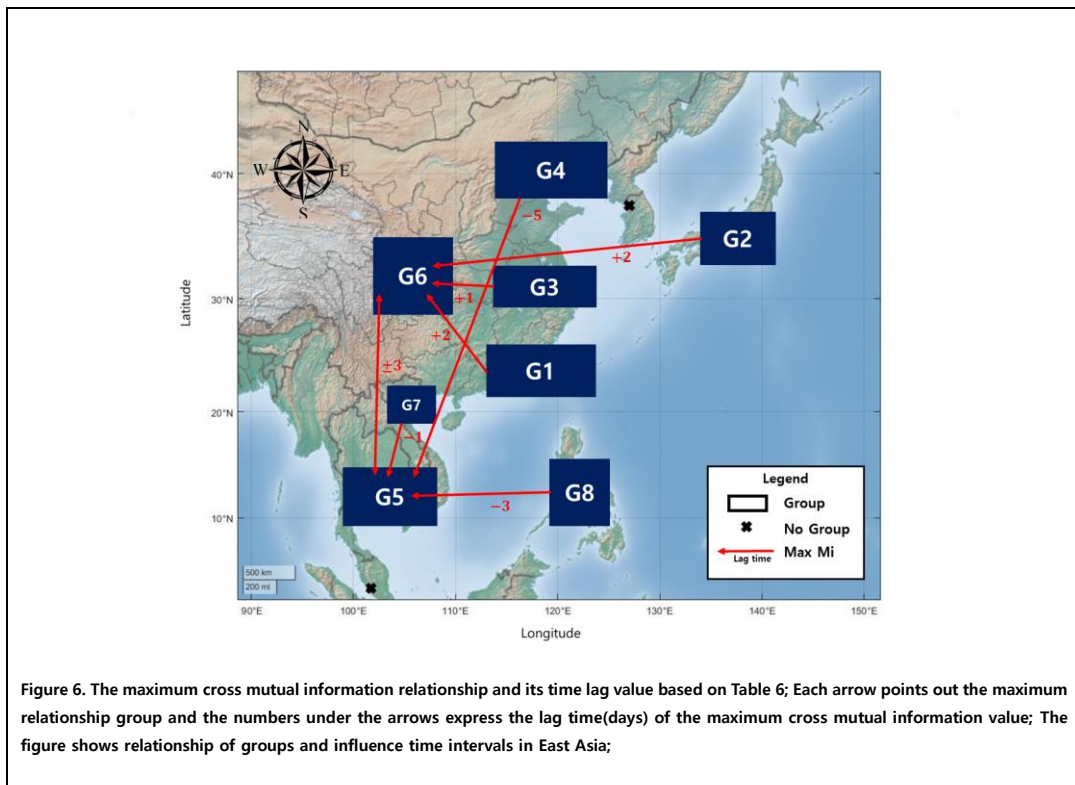 N
W
E
S
40°N
30°N
20°N
10°N
Latitude
G4
−5
G2
+2
G6
G3
+1
+2
G1
±3
G7
−1
G5
G8
−3
Legend
Group
No Group
Lag time
Max Mi
500 km
200 mi
90°E
100°E
110°E
120°E
130°E
140°E
150°E
Longitude
Figure 6. The maximum cross mutual information relationship and its time lag value based on Table 6; Each arrow points out the maximum
relationship group and the numbers under the arrows express the lag time(days) of the maximum cross mutual information value; The
figure shows relationship of groups and influence time intervals in East Asia;